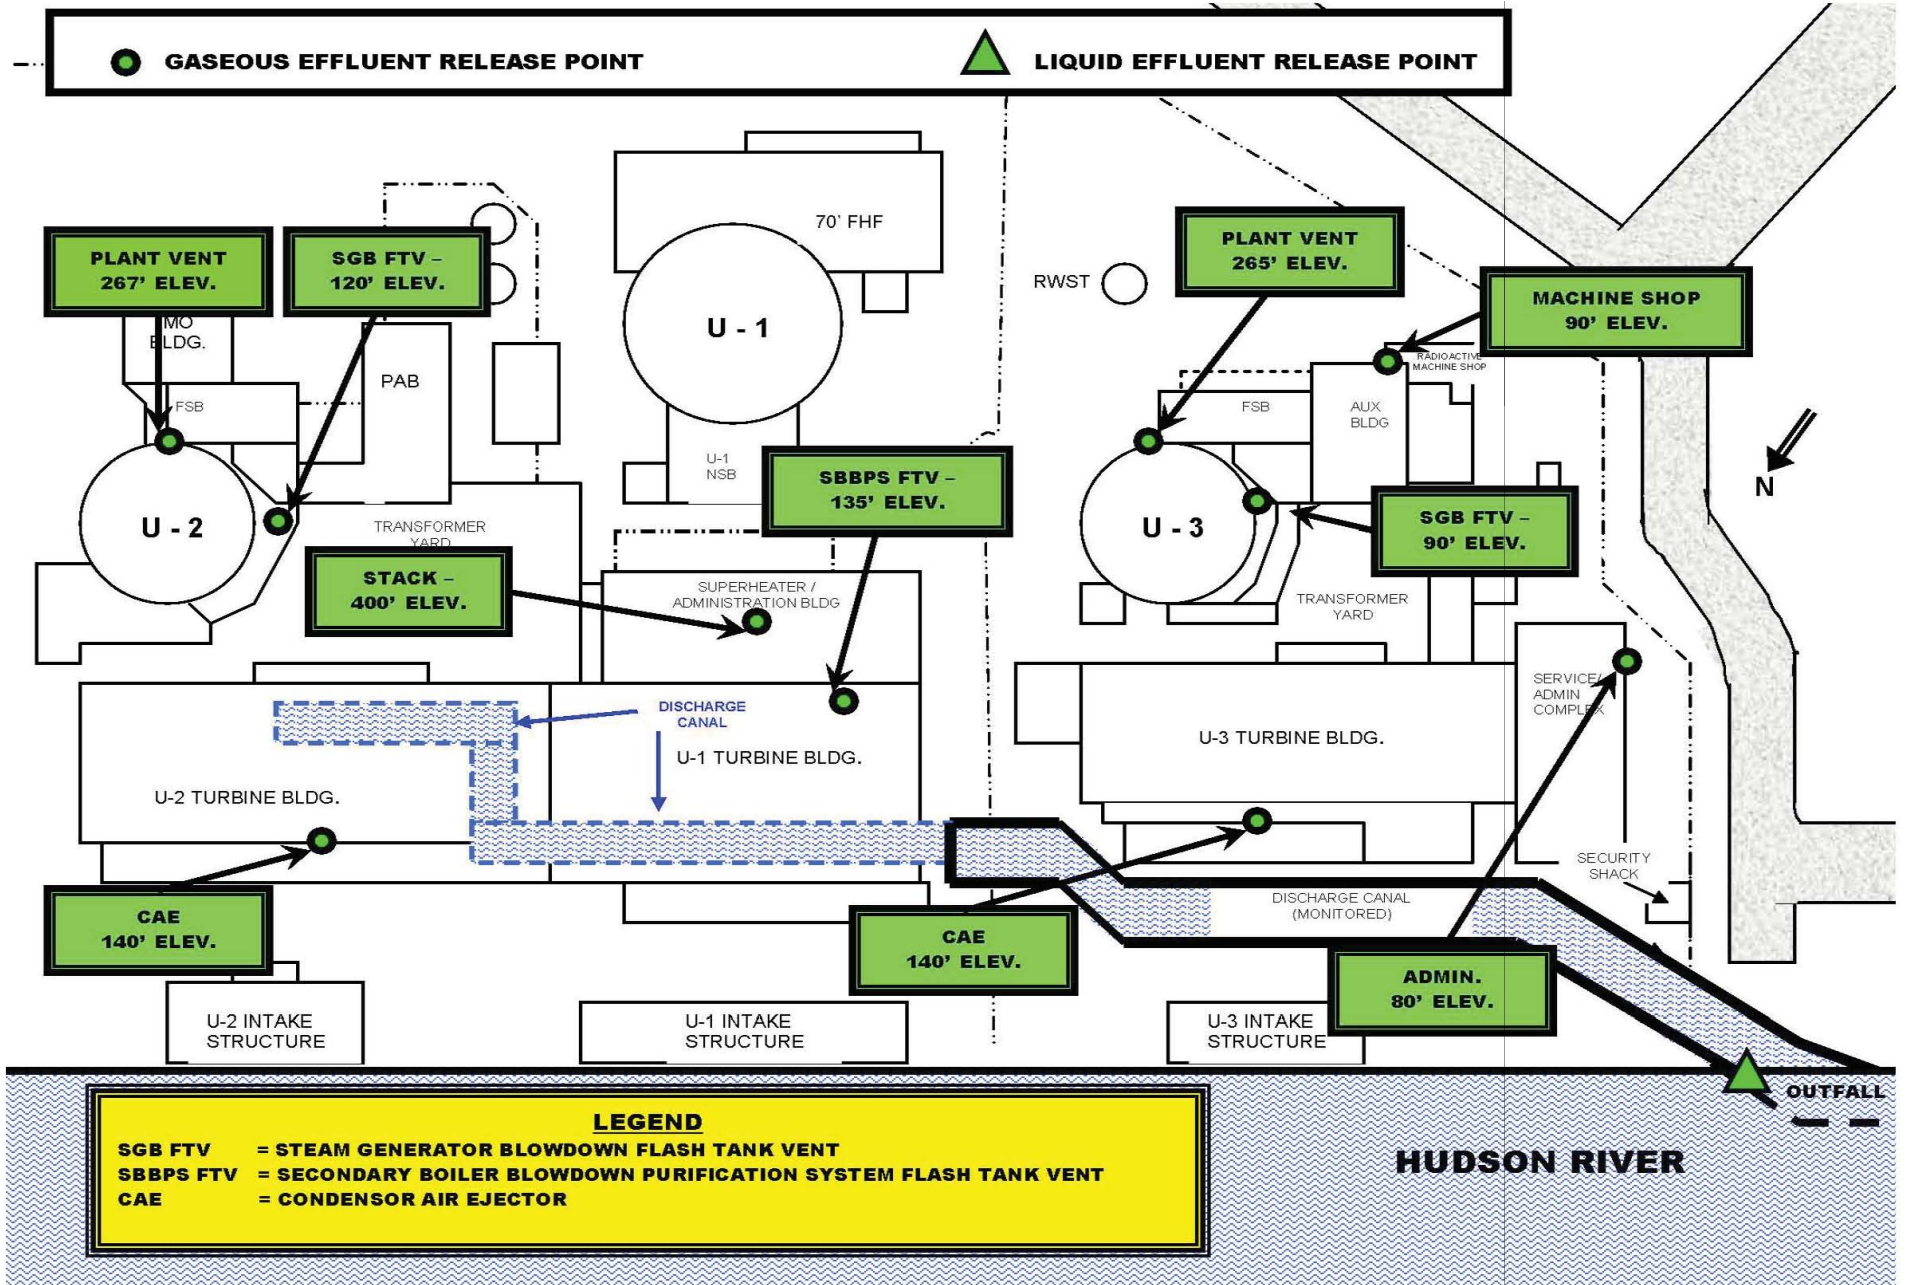 GASEOUS EFFLUENT RELEASE POINT
LIQUID EFFLUENT RELEASE POINT
70' FHF
PLANT VENT
267' ELEV.
SGB FTV –
120' ELEV.
PLANT VENT
265' ELEV.
RWST
MACHINE SHOP
90' ELEV.
MO
BLDG.
U - 1
RADIOACTIVE
MACHINE SHOP
PAB
FSB
FSB
AUX
BLDG
U-1
NSB
SBBPS FTV –
135' ELEV.
N
U - 2
TRANSFORMER
YARD
U - 3
SGB FTV –
90' ELEV.
STACK –
400' ELEV.
SUPERHEATER /
ADMINISTRATION BLDG
TRANSFORMER
YARD
SERVICE/
ADMIN
COMPLEX
DISCHARGE
CANAL
U-1 TURBINE BLDG.
U-3 TURBINE BLDG.
U-2 TURBINE BLDG.
SECURITY
SHACK
DISCHARGE CANAL
(MONITORED)
CAE
140' ELEV.
CAE
140' ELEV.
ADMIN.
80' ELEV.
U-2 INTAKE
STRUCTURE
U-1 INTAKE
STRUCTURE
U-3 INTAKE
STRUCTURE
OUTFALL
HUDSON RIVER
LEGEND
SGB FTV = STEAM GENERATOR BLOWDOWN FLASH TANK VENT
SBBPS FTV = SECONDARY BOILER BLOWDOWN PURIFICATION SYSTEM FLASH TANK VENT
CAE = CONDENSOR AIR EJECTOR